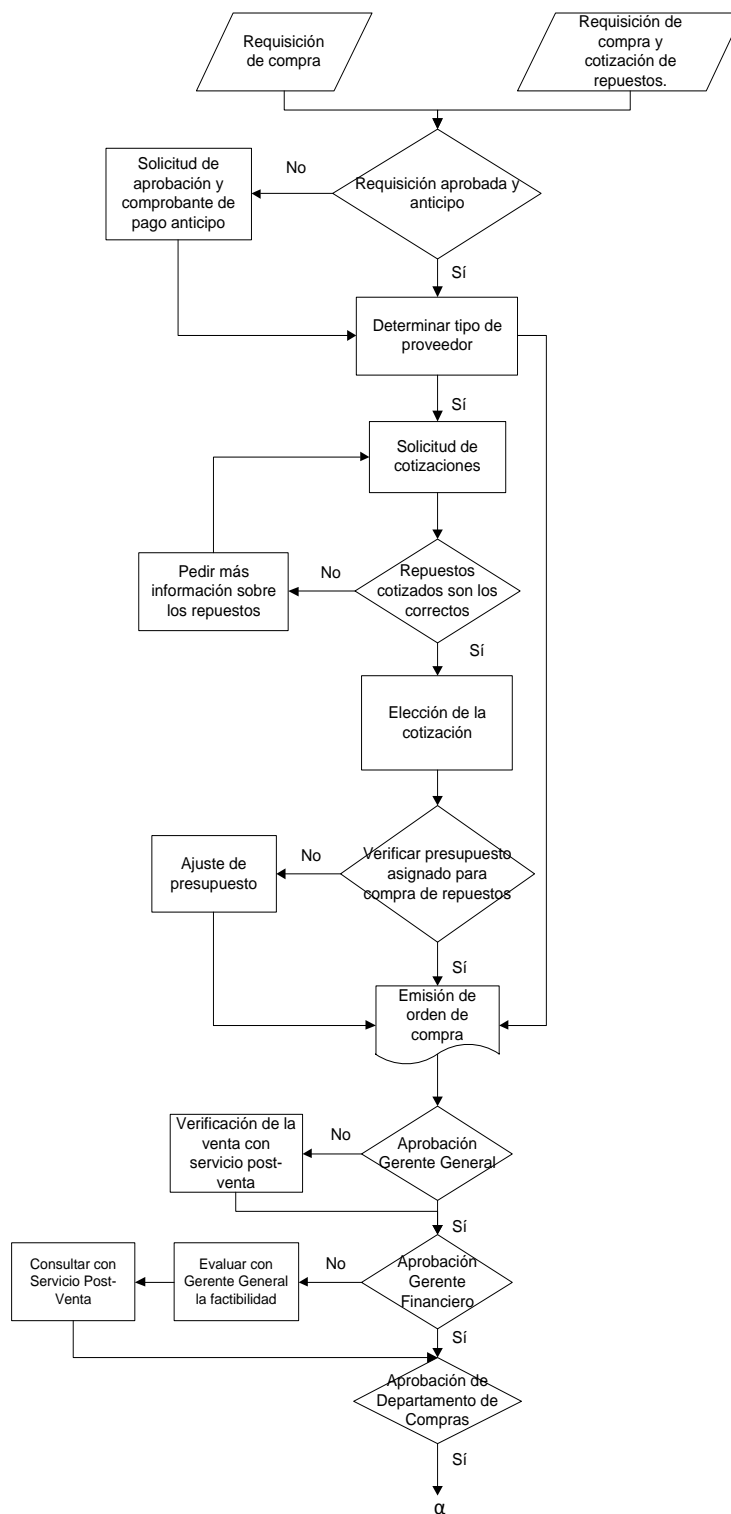 Requisición
de compra
Requisición de
compra y
cotización de
repuestos.
Requisición aprobada y
anticipo
No
Solicitud de
aprobación y
comprobante de
pago anticipo
Sí
Determinar tipo de
proveedor
Sí
Solicitud de
cotizaciones
Repuestos
cotizados son los
correctos
No
Pedir más
información sobre
los repuestos
Sí
Elección de la
cotización
Verificar presupuesto
asignado para
compra de repuestos
No
Ajuste de
presupuesto
Sí
Emisión de
orden de
compra
Aprobación
Gerente General
No
Verificación de la
venta con
servicio post-
venta
Sí
Aprobación
Gerente
Financiero
No
Evaluar con
Gerente General
la factibilidad
Consultar con
Servicio Post-
Venta
Sí
Aprobación de
Departamento de
Compras
Sí
α